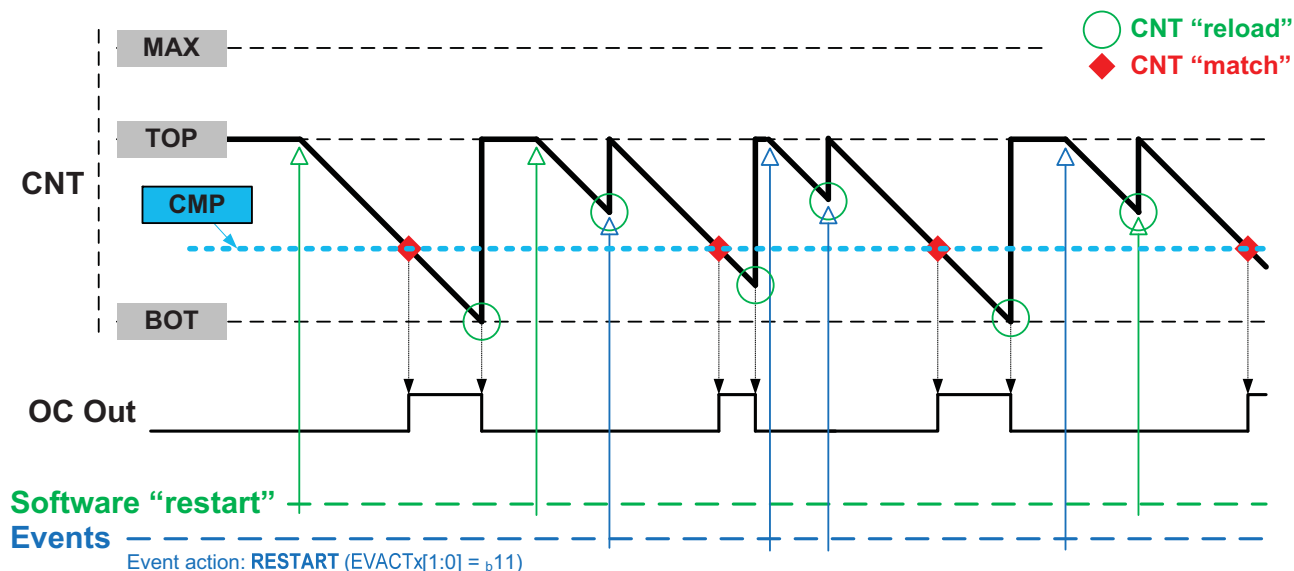 MAX
CNT “reload”
CNT “match”
TOP
CNT
CMP
BOT
OC Out
Software “restart”
Events
Event action: RESTART (EVACTx[1:0] = b11)